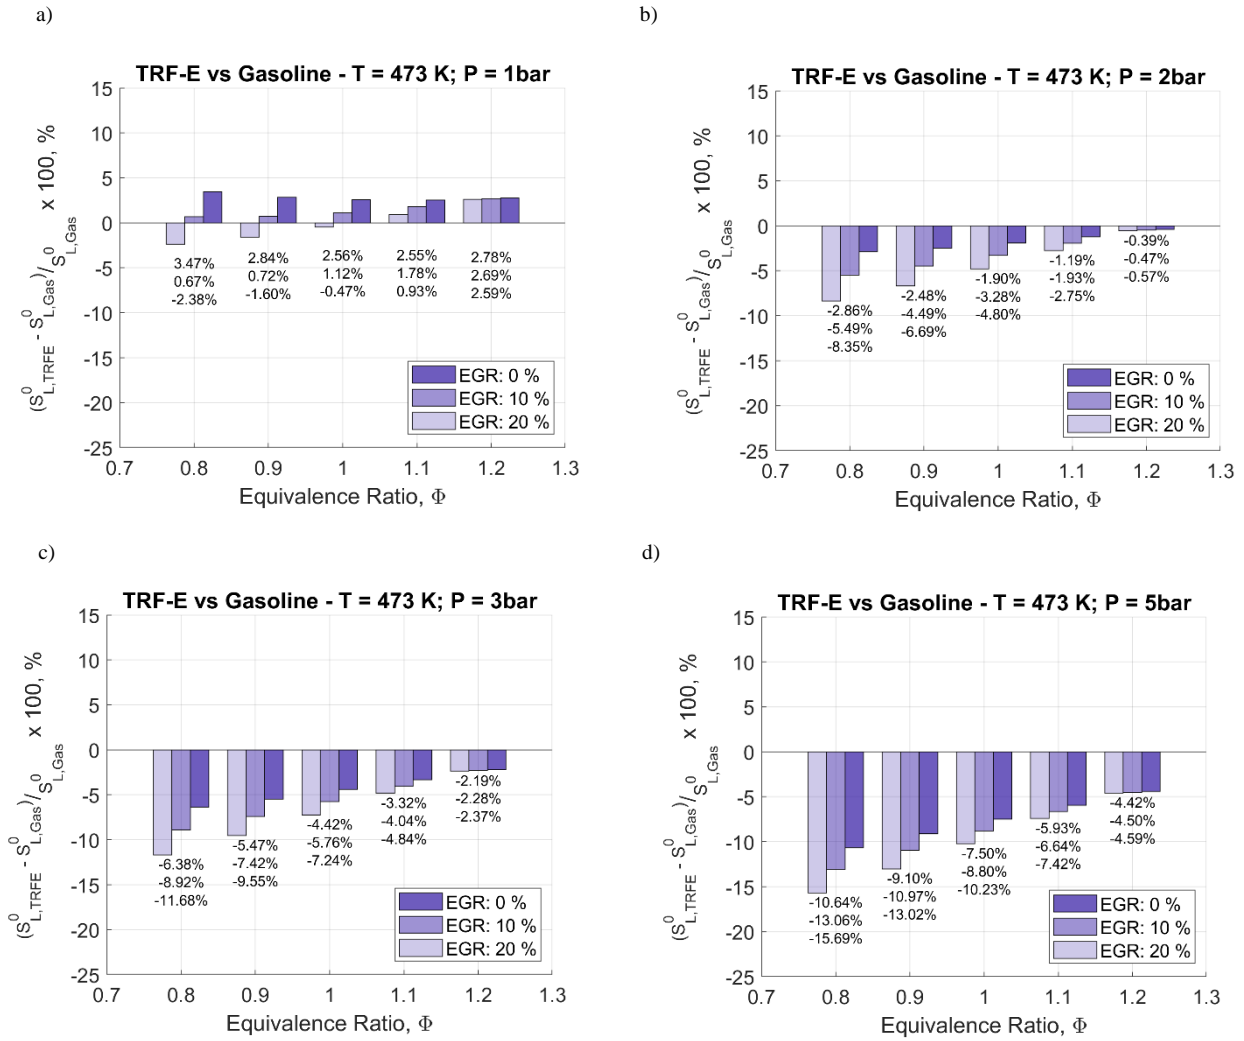 a)
TRF-E vs Gasoline - T = 473 K; P = 1bar
(S⁰L,TRFE - S⁰L,Gas)/S⁰L,Gas x 100, %
15
10
5
0
-5
-10
-15
-20
-25
3.47% 2.84% 2.56% 2.55% 2.78%
0.67% 0.72% 1.12% 1.78% 2.69%
-2.38% -1.60% -0.47% 0.93% 2.59%
EGR: 0 %
EGR: 10 %
EGR: 20 %
0.7 0.8 0.9 1 1.1 1.2 1.3
Equivalence Ratio, Φ
b)
TRF-E vs Gasoline - T = 473 K; P = 2bar
(S⁰L,TRFE - S⁰L,Gas)/S⁰L,Gas x 100, %
15
10
5
0
-5
-10
-15
-20
-25
-2.86% -2.48% -1.90% -1.19% -0.39%
-5.49% -4.49% -3.28% -1.93% -0.47%
-8.35% -6.69% -4.80% -2.75% -0.57%
EGR: 0 %
EGR: 10 %
EGR: 20 %
0.7 0.8 0.9 1 1.1 1.2 1.3
Equivalence Ratio, Φ
c)
TRF-E vs Gasoline - T = 473 K; P = 3bar
(S⁰L,TRFE - S⁰L,Gas)/S⁰L,Gas x 100, %
15
10
5
0
-5
-10
-15
-20
-25
-6.38% -5.47% -4.42% -3.32% -2.19%
-8.92% -7.42% -5.76% -4.04% -2.28%
-11.68% -9.55% -7.24% -4.84% -2.37%
EGR: 0 %
EGR: 10 %
EGR: 20 %
0.7 0.8 0.9 1 1.1 1.2 1.3
Equivalence Ratio, Φ
d)
TRF-E vs Gasoline - T = 473 K; P = 5bar
(S⁰L,TRFE - S⁰L,Gas)/S⁰L,Gas x 100, %
15
10
5
0
-5
-10
-15
-20
-25
-10.64% -9.10% -7.50% -5.93% -4.42%
-13.06% -10.97% -8.80% -6.64% -4.50%
-15.69% -13.02% -10.23% -7.42% -4.59%
EGR: 0 %
EGR: 10 %
EGR: 20 %
0.7 0.8 0.9 1 1.1 1.2 1.3
Equivalence Ratio, Φ